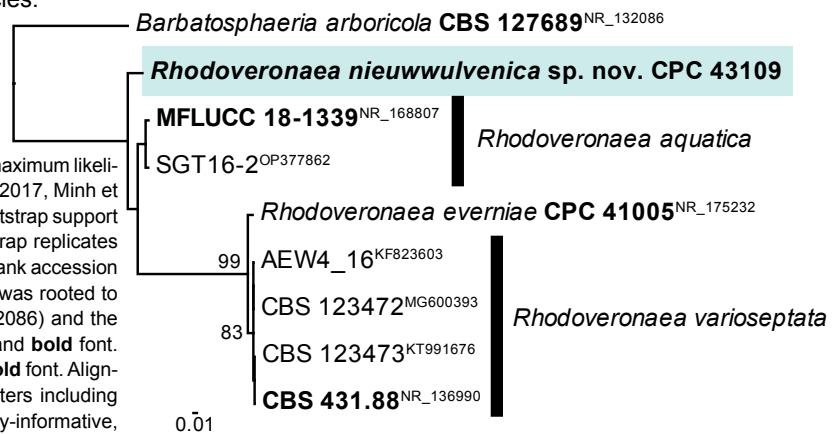 cles.
Barbatosphaeria arboricola CBS 127689NR_132086
Rhodoveronaea nieuwwulvenica sp. nov. CPC 43109
MFLUCC 18-1339NR_168807
Rhodoveronaea aquatica
SGT16-2OP377862
Rhodoveronaea everniae CPC 41005NR_175232
99
AEW4_16KF823603
CBS 123472MG600393
Rhodoveronaea varioseptata
83
CBS 123473KT991676
CBS 431.88NR_136990
0.01
aximum likeli-
2017, Minh et
tstrap support
rap replicates
ank accession
was rooted to
2086) and the
and bold font.
old font. Align-
ters including
y-informative,